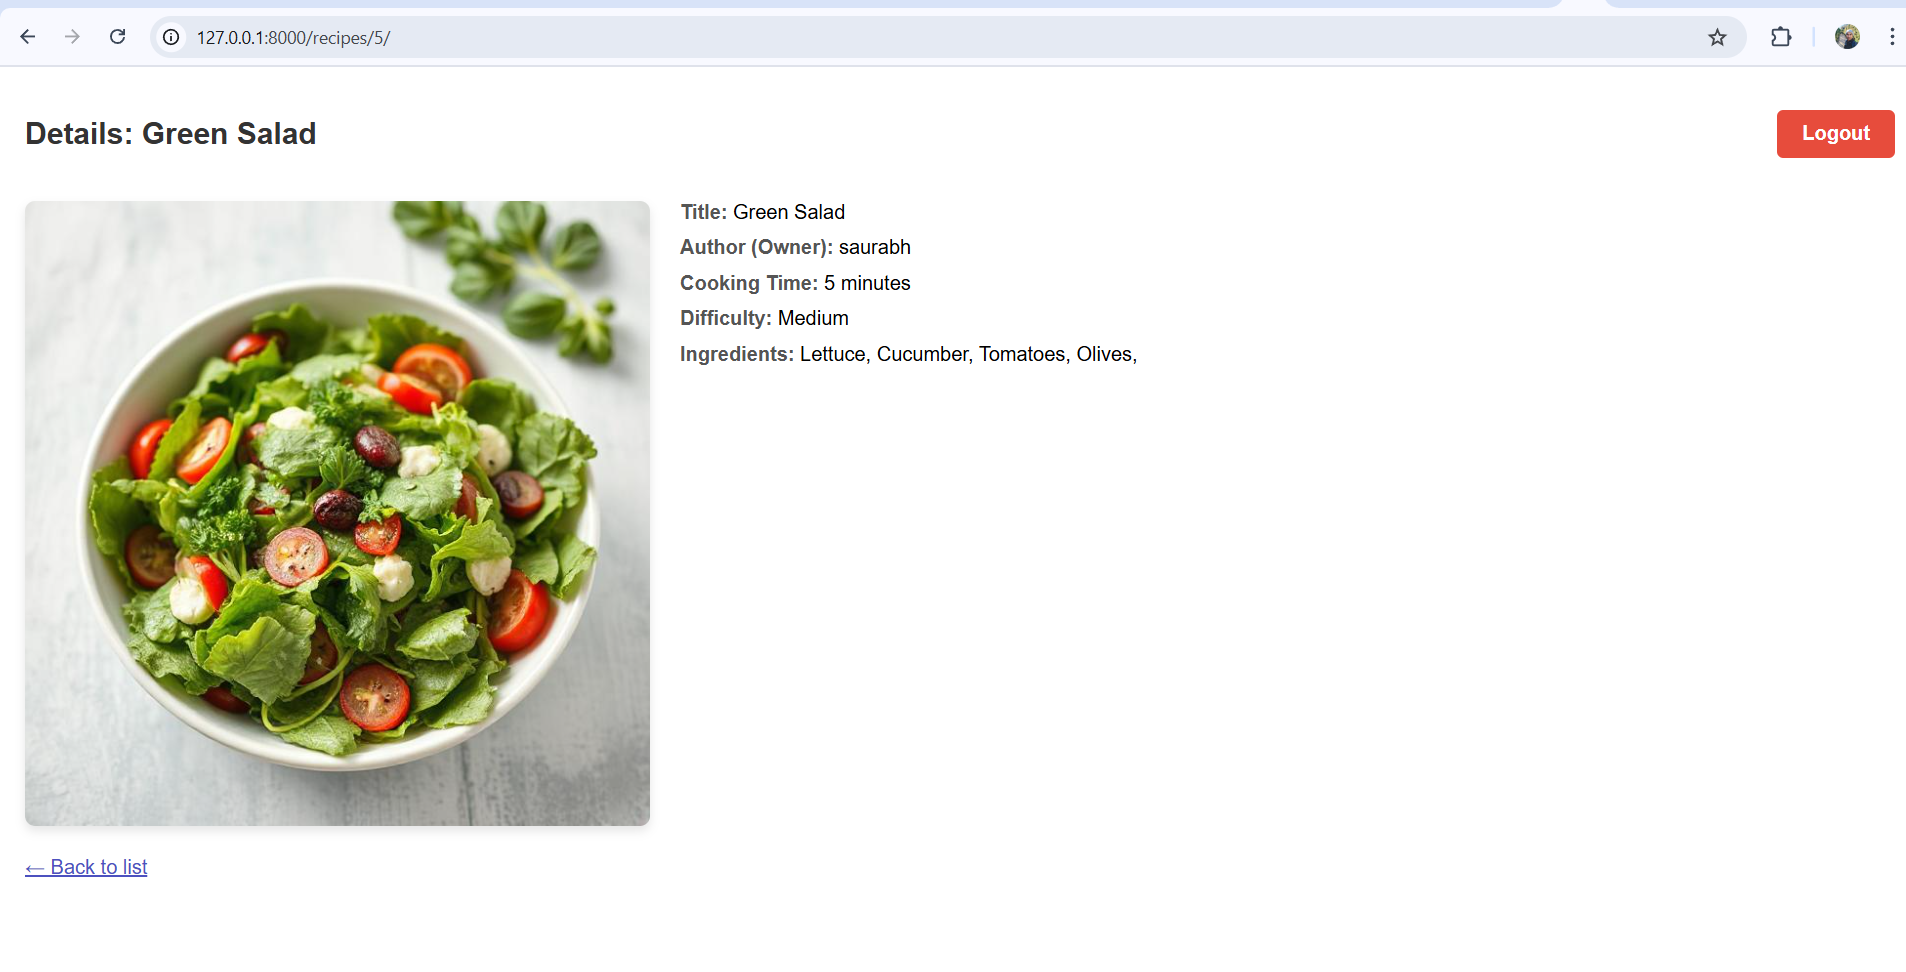 127.0.0.1:8000/recipes/5/
Details: Green Salad
Logout
Title: Green Salad
Author (Owner): saurabh
Cooking Time: 5 minutes
Difficulty: Medium
Ingredients: Lettuce, Cucumber, Tomatoes, Olives,
← Back to list